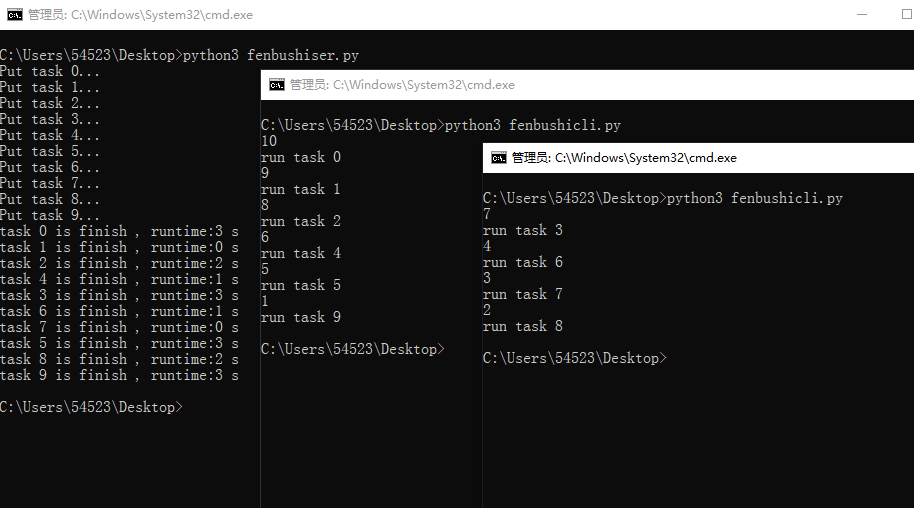 管理员: C:\Windows\System32\cmd.exe
C:\Users\54523\Desktop>python3 fenbushiser.py
Put task 0...
Put task 1...
Put task 2...
Put task 3...
Put task 4...
Put task 5...
Put task 6...
Put task 7...
Put task 8...
Put task 9...
task 0 is finish , runtime:3 s
task 1 is finish , runtime:0 s
task 2 is finish , runtime:2 s
task 4 is finish , runtime:1 s
task 3 is finish , runtime:3 s
task 6 is finish , runtime:1 s
task 7 is finish , runtime:0 s
task 5 is finish , runtime:3 s
task 8 is finish , runtime:2 s
task 9 is finish , runtime:3 s
C:\Users\54523\Desktop>
管理员: C:\Windows\System32\cmd.exe
C:\Users\54523\Desktop>python3 fenbushicli.py
10
run task 0
9
run task 1
8
run task 2
6
run task 4
5
run task 5
1
run task 9
C:\Users\54523\Desktop>
管理员: C:\Windows\System32\cmd.exe
C:\Users\54523\Desktop>python3 fenbushicli.py
7
run task 3
4
run task 6
3
run task 7
2
run task 8
C:\Users\54523\Desktop>